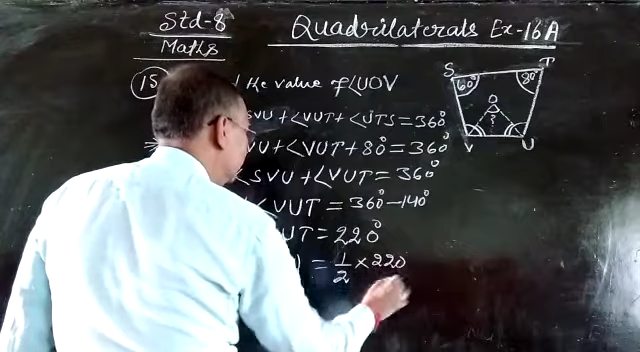 Std-8
Maths
Quadrilaterals Ex-16A
15 the value of ∠UOV
SVU + ∠VUT + ∠UTS = 360°
VU + ∠VUT + 80° = 360°
∠SVU + ∠VUT = 360°
∠VUT = 360° - 140°
UT = 220°
= 1/2 × 220
S T
60° 80°
O
?
V U